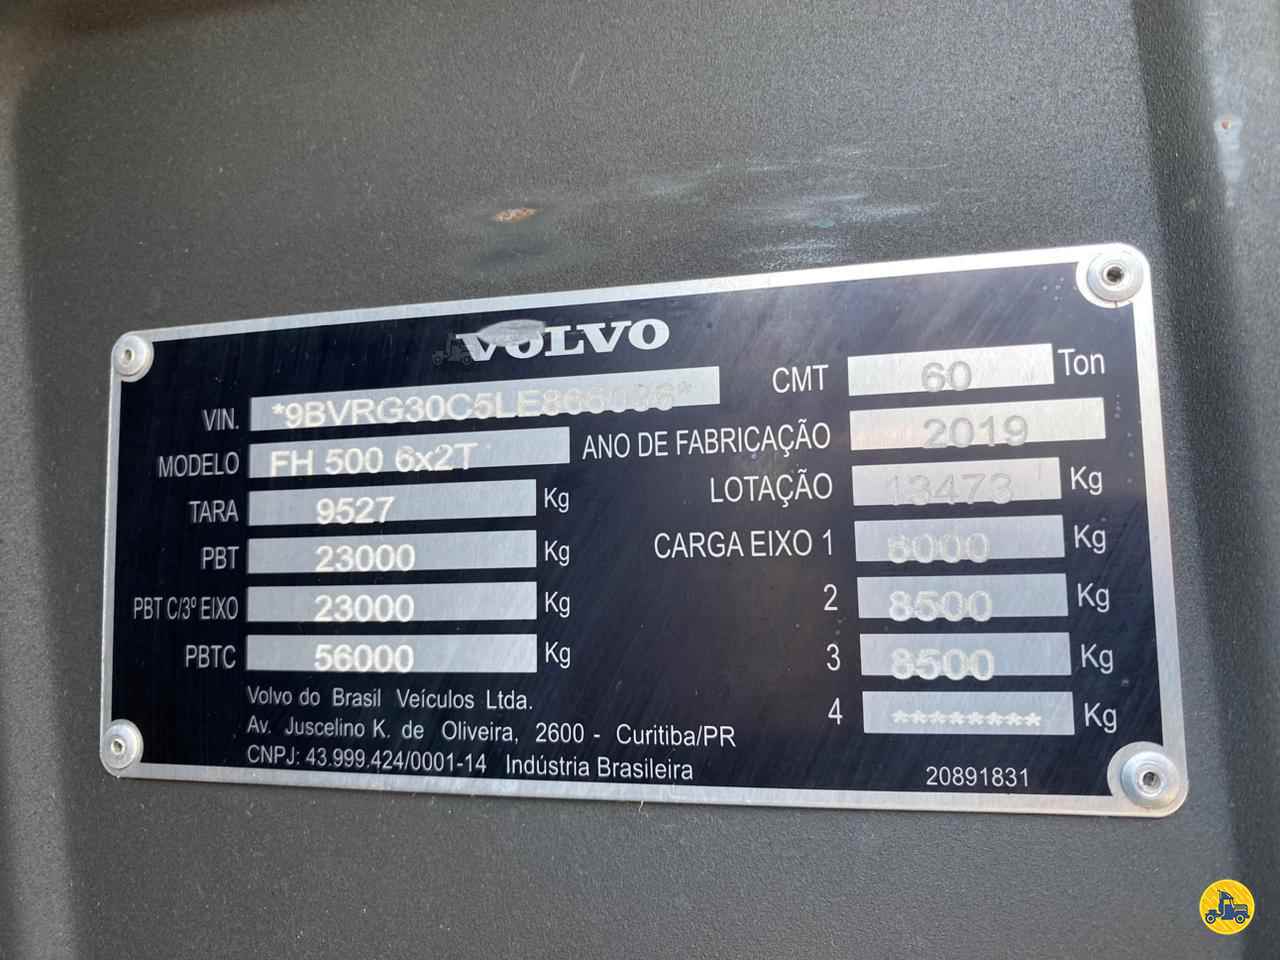 VOLVO
VIN.
MODELO FH 500 6x2T
TARA 9527 Kg
PBT 23000 Kg
PBT C/3º EIXO 23000 Kg
PBTC 56000 Kg
CMT 60 Ton
ANO DE FABRICAÇÃO 2019
LOTAÇÃO 13473 Kg
CARGA EIXO 1 6000 Kg
2 8500 Kg
3 8500 Kg
4 ******** Kg
Volvo do Brasil Veículos Ltda.
Av. Juscelino K. de Oliveira, 2600 - Curitiba/PR
CNPJ: 43.999.424/0001-14 Indústria Brasileira
20891831